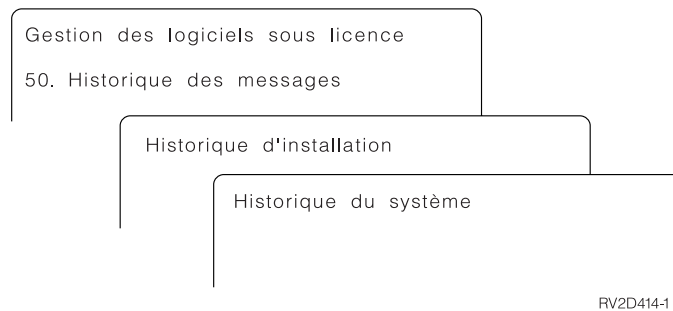 Gestion des logiciels sous licence
50. Historique des messages
Historique d'installation
Historique du système
RV2D414-1